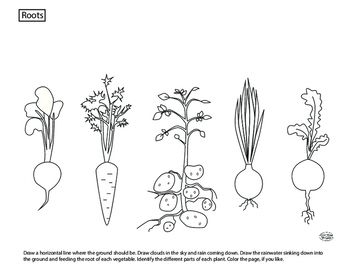 Roots
Draw a horizontal line where the ground should be. Draw clouds in the sky and rain coming down. Draw the rainwater sinking down into
the ground and feeding the root of each vegetable. Identify the different parts of each plant. Color the page, if you like.